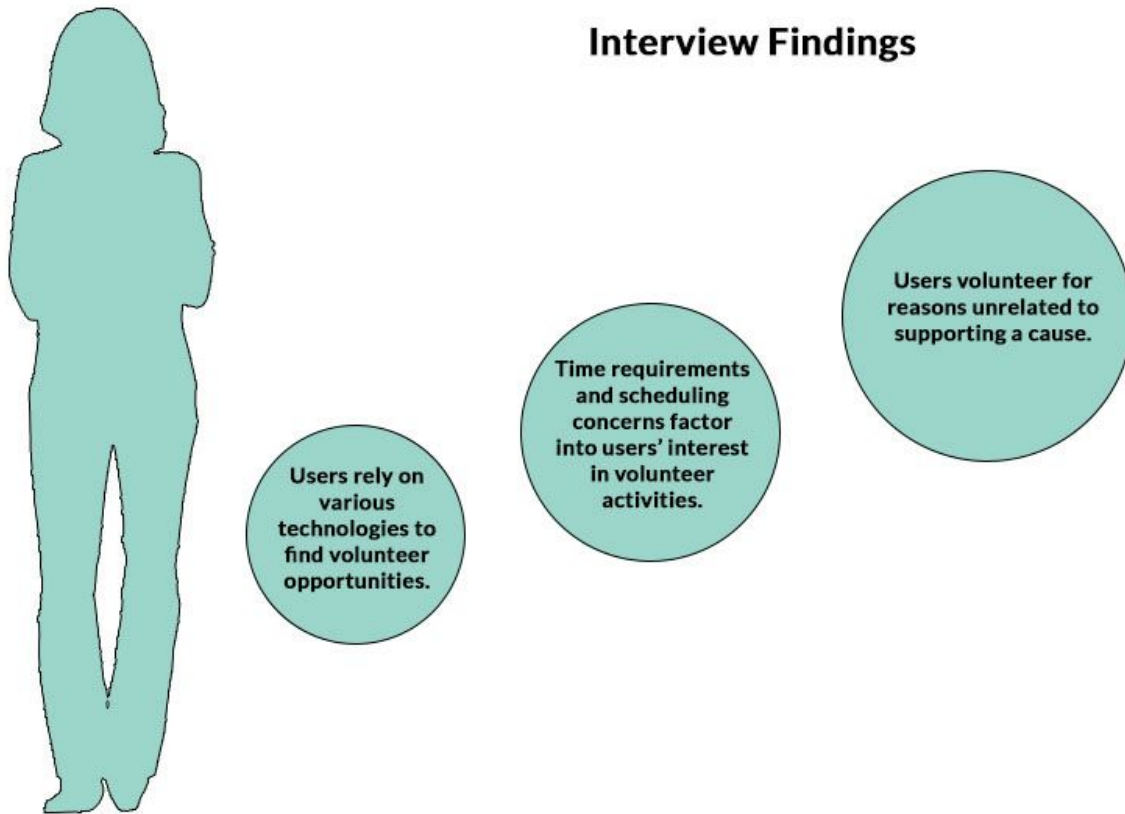 Interview Findings
Users rely on
various
technologies to
find volunteer
opportunities.
Time requirements
and scheduling
concerns factor
into users’ interest
in volunteer
activities.
Users volunteer for
reasons unrelated to
supporting a cause.